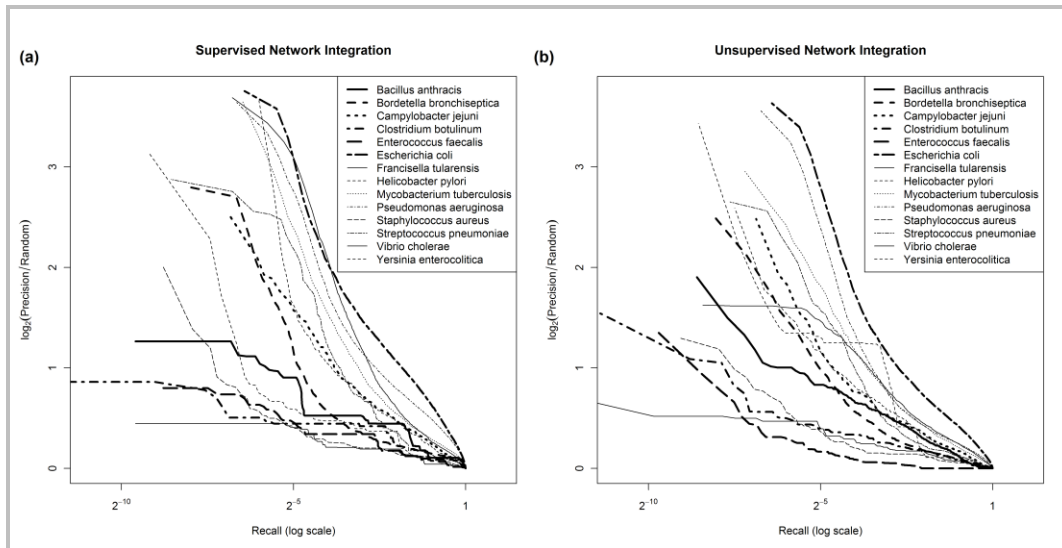 (a)
Supervised Network Integration
Bacillus anthracis
Bordetella bronchiseptica
Campylobacter jejuni
Clostridium botulinum
Enterococcus faecalis
Escherichia coli
Francisella tularensis
Helicobacter pylori
Mycobacterium tuberculosis
Pseudomonas aeruginosa
Staphylococcus aureus
Streptococcus pneumoniae
Vibrio cholerae
Yersinia enterocolitica
log₂(Precision/Random)
3
2
1
0
2⁻¹⁰
2⁻⁵
1
Recall (log scale)
(b)
Unsupervised Network Integration
Bacillus anthracis
Bordetella bronchiseptica
Campylobacter jejuni
Clostridium botulinum
Enterococcus faecalis
Escherichia coli
Francisella tularensis
Helicobacter pylori
Mycobacterium tuberculosis
Pseudomonas aeruginosa
Staphylococcus aureus
Streptococcus pneumoniae
Vibrio cholerae
Yersinia enterocolitica
log₂(Precision/Random)
3
2
1
0
2⁻¹⁰
2⁻⁵
1
Recall (log scale)